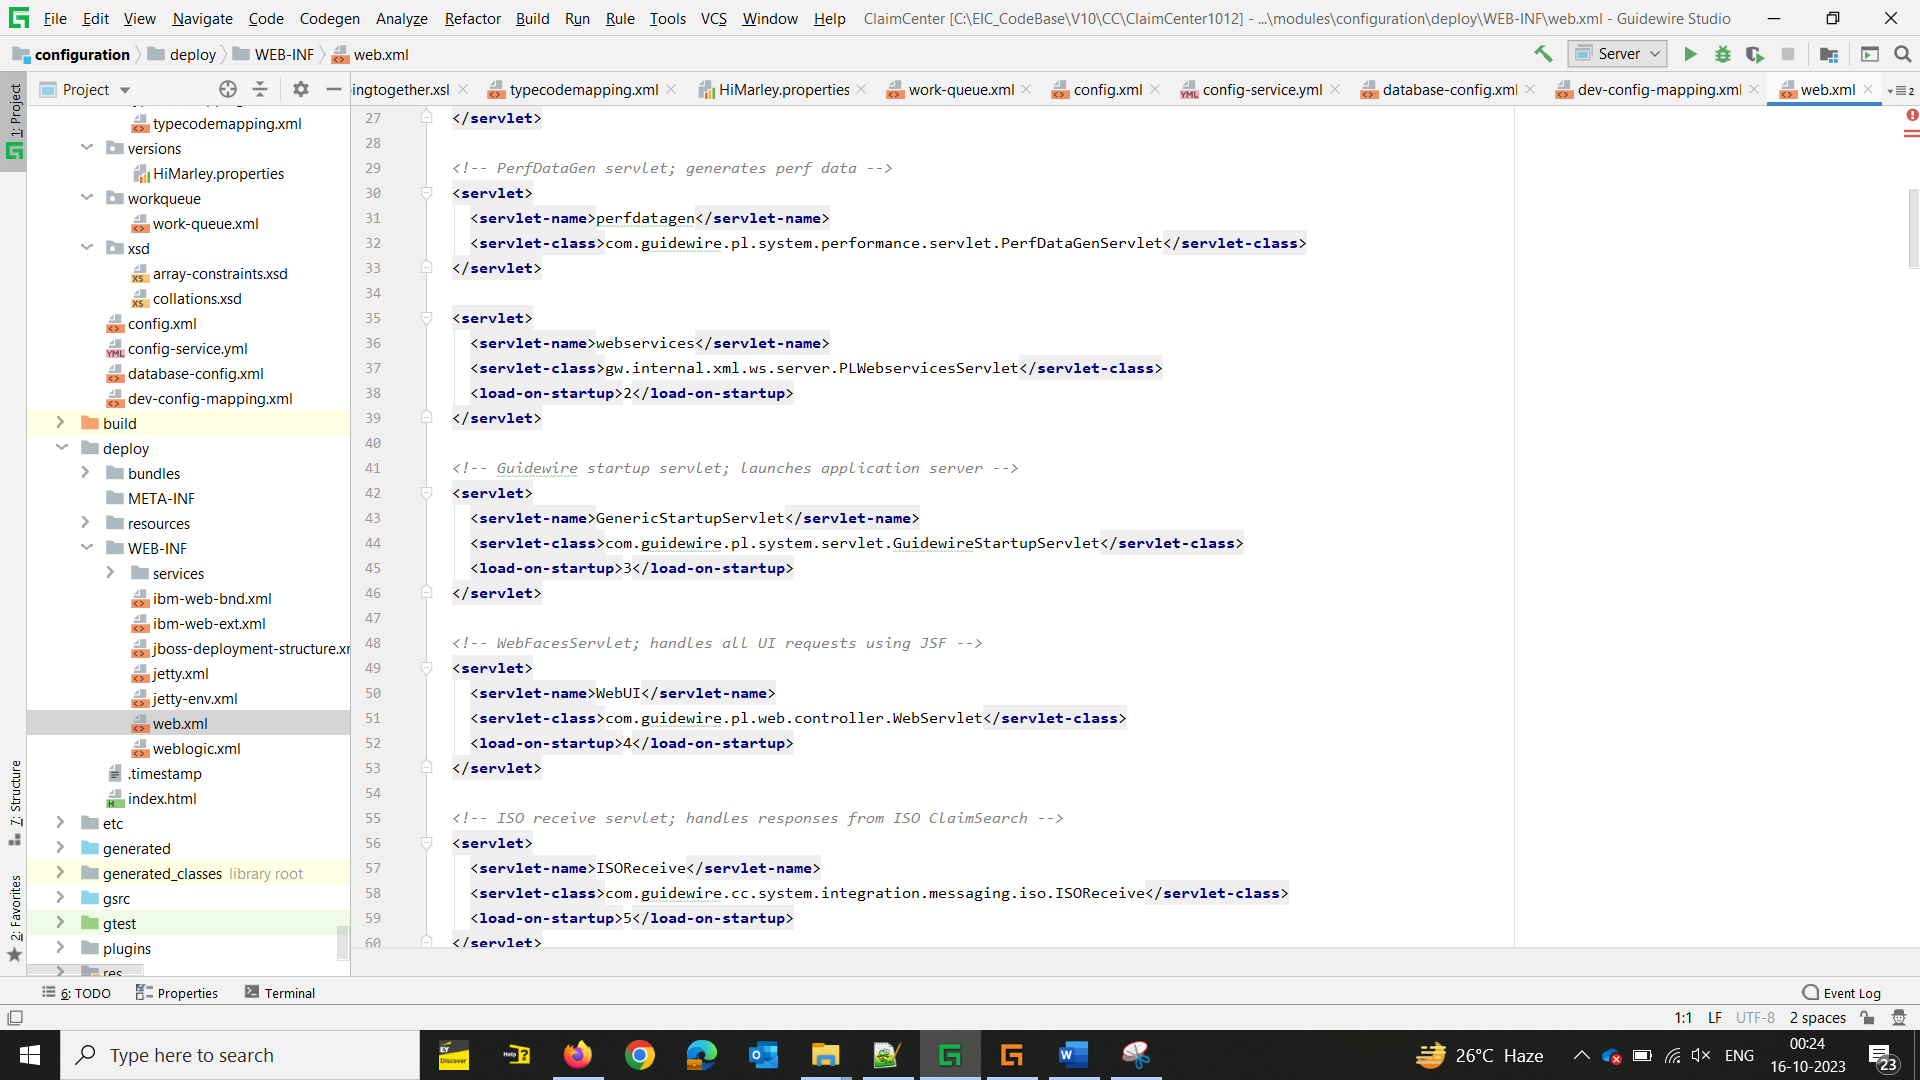 File Edit View Navigate Code Codegen Analyze Refactor Build Run Rule Tools VCS Window Help ClaimCenter [C:\EIC_CodeBase\V10\CC\ClaimCenter1012] - ...\modules\configuration\deploy\WEB-INF\web.xml - Guidewire Studio
configuration deploy WEB-INF web.xml Server
Project ingtogether.xsl typecodemapping.xml HiMarley.properties work-queue.xml config.xml config-service.yml database-config.xml dev-config-mapping.xml web.xml 2
1: Project
7: Structure
2: Favorites
typecodemapping.xml
versions
HiMarley.properties
workqueue
work-queue.xml
xsd
array-constraints.xsd
collations.xsd
config.xml
config-service.yml
database-config.xml
dev-config-mapping.xml
build
deploy
bundles
META-INF
resources
WEB-INF
services
ibm-web-bnd.xml
ibm-web-ext.xml
jboss-deployment-structure.xm
jetty.xml
jetty-env.xml
web.xml
weblogic.xml
.timestamp
index.html
etc
generated
generated_classes library root
gsrc
gtest
plugins
res
27 </servlet>
28
29 <!-- PerfDataGen servlet; generates perf data -->
30 <servlet>
31 <servlet-name>perfdatagen</servlet-name>
32 <servlet-class>com.guidewire.pl.system.performance.servlet.PerfDataGenServlet</servlet-class>
33 </servlet>
34
35 <servlet>
36 <servlet-name>webservices</servlet-name>
37 <servlet-class>gw.internal.xml.ws.server.PLWebservicesServlet</servlet-class>
38 <load-on-startup>2</load-on-startup>
39 </servlet>
40
41 <!-- Guidewire startup servlet; launches application server -->
42 <servlet>
43 <servlet-name>GenericStartupServlet</servlet-name>
44 <servlet-class>com.guidewire.pl.system.servlet.GuidewireStartupServlet</servlet-class>
45 <load-on-startup>3</load-on-startup>
46 </servlet>
47
48 <!-- WebFacesServlet; handles all UI requests using JSF -->
49 <servlet>
50 <servlet-name>WebUI</servlet-name>
51 <servlet-class>com.guidewire.pl.web.controller.WebServlet</servlet-class>
52 <load-on-startup>4</load-on-startup>
53 </servlet>
54
55 <!-- ISO receive servlet; handles responses from ISO ClaimSearch -->
56 <servlet>
57 <servlet-name>ISOReceive</servlet-name>
58 <servlet-class>com.guidewire.cc.system.integration.messaging.iso.ISOReceive</servlet-class>
59 <load-on-startup>5</load-on-startup>
60 </servlet>
6: TODO Properties Terminal Event Log
1:1 LF UTF-8 2 spaces
Type here to search EY Discover Help ? 26°C Haze ENG 00:24
16-10-2023 23